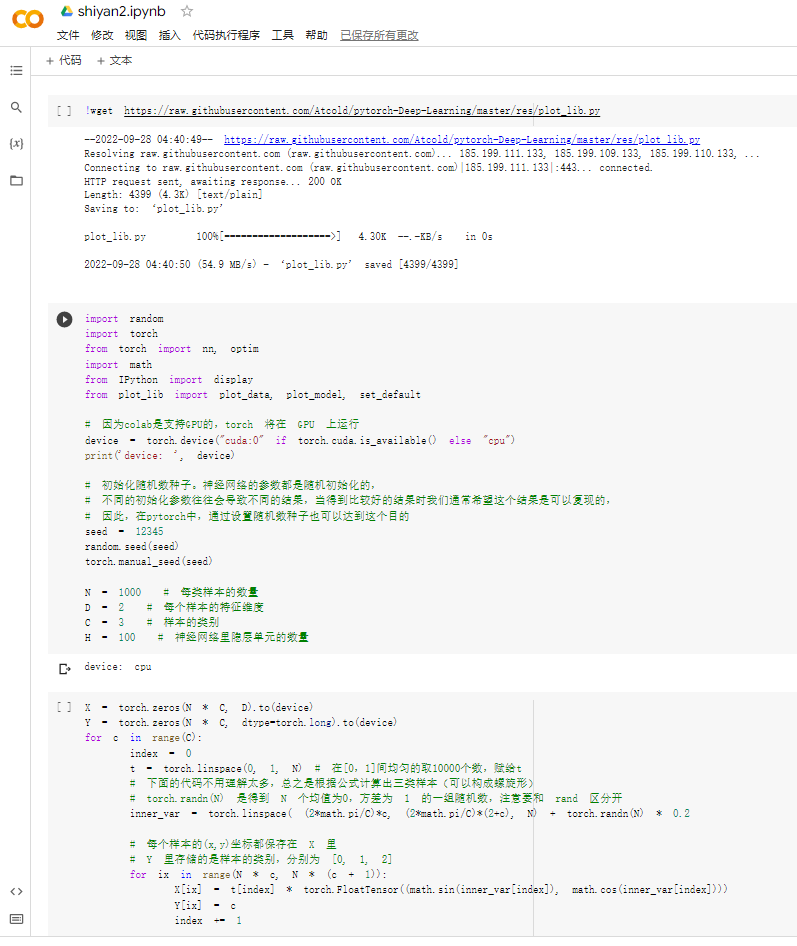 shiyan2.ipynb
文件 修改 视图 插入 代码执行程序 工具 帮助 已保存所有更改
+ 代码 + 文本
[ ] !wget https://raw.githubusercontent.com/Atcold/pytorch-Deep-Learning/master/res/plot_lib.py
--2022-09-28 04:40:49-- https://raw.githubusercontent.com/Atcold/pytorch-Deep-Learning/master/res/plot_lib.py
Resolving raw.githubusercontent.com (raw.githubusercontent.com)... 185.199.111.133, 185.199.109.133, 185.199.110.133, ...
Connecting to raw.githubusercontent.com (raw.githubusercontent.com)|185.199.111.133|:443... connected.
HTTP request sent, awaiting response... 200 OK
Length: 4399 (4.3K) [text/plain]
Saving to: ‘plot_lib.py’
plot_lib.py 100%[===================>] 4.30K --.-KB/s in 0s
2022-09-28 04:40:50 (54.9 MB/s) - ‘plot_lib.py’ saved [4399/4399]
import random
import torch
from torch import nn, optim
import math
from IPython import display
from plot_lib import plot_data, plot_model, set_default
# 因为colab是支持GPU的，torch 将在 GPU 上运行
device = torch.device("cuda:0" if torch.cuda.is_available() else "cpu")
print('device: ', device)
# 初始化随机数种子。神经网络的参数都是随机初始化的，
# 不同的初始化参数往往会导致不同的结果，当得到比较好的结果时我们通常希望这个结果是可以复现的，
# 因此，在pytorch中，通过设置随机数种子也可以达到这个目的
seed = 12345
random.seed(seed)
torch.manual_seed(seed)
N = 1000 # 每类样本的数量
D = 2 # 每个样本的特征维度
C = 3 # 样本的类别
H = 100 # 神经网络里隐层单元的数量
device: cpu
[ ] X = torch.zeros(N * C, D).to(device)
Y = torch.zeros(N * C, dtype=torch.long).to(device)
for c in range(C):
index = 0
t = torch.linspace(0, 1, N) # 在[0，1]间均匀的取10000个数，赋给t
# 下面的代码不用理解太多，总之是根据公式计算出三类样本（可以构成螺旋形）
# torch.randn(N) 是得到 N 个均值为0，方差为 1 的一组随机数，注意要和 rand 区分开
inner_var = torch.linspace( (2*math.pi/C)*c, (2*math.pi/C)*(2+c), N) + torch.randn(N) * 0.2
# 每个样本的(x,y)坐标都保存在 X 里
# Y 里存储的是样本的类别，分别为 [0, 1, 2]
for ix in range(N * c, N * (c + 1)):
X[ix] = t[index] * torch.FloatTensor((math.sin(inner_var[index]), math.cos(inner_var[index])))
Y[ix] = c
index += 1